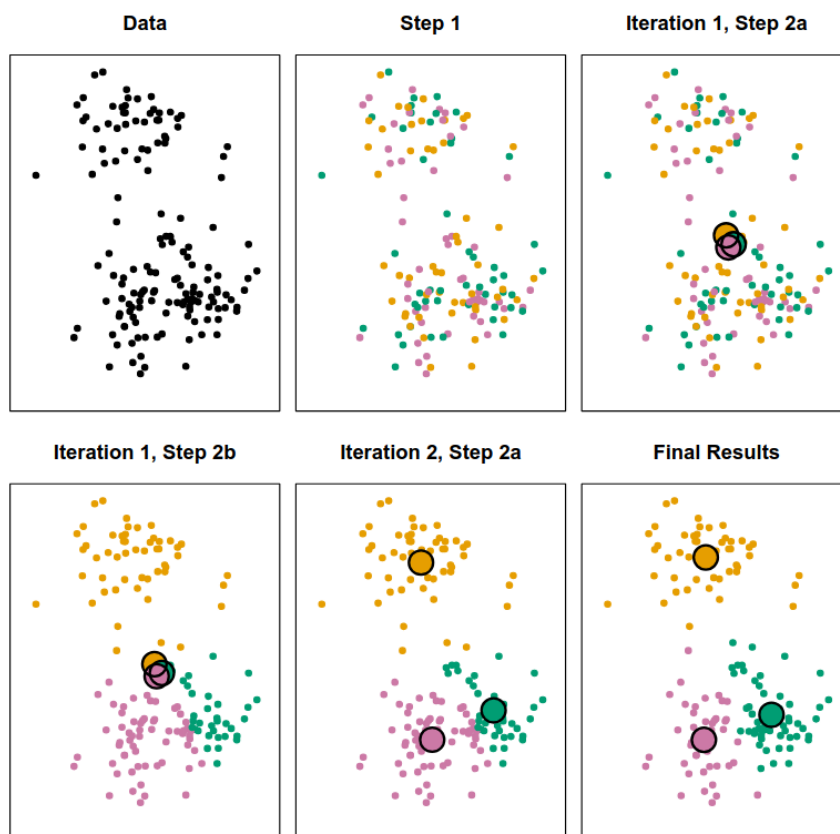 Data
Step 1
Iteration 1, Step 2a
Iteration 1, Step 2b
Iteration 2, Step 2a
Final Results